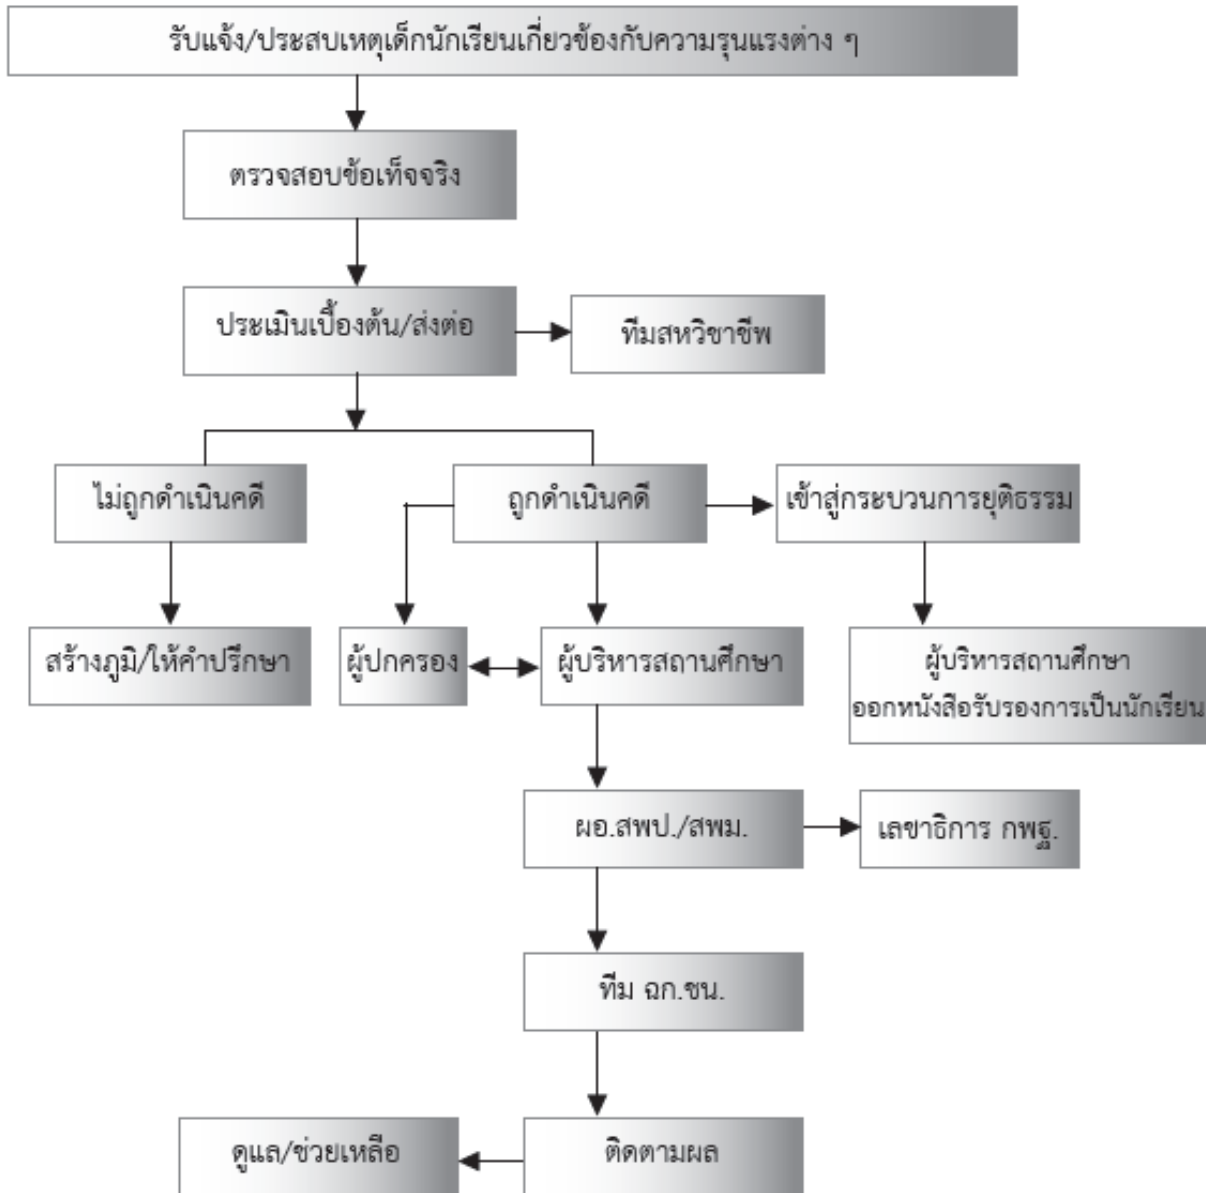 รับแจ้ง/ประสบเหตุเด็กนักเรียนเกี่ยวข้องกับความรุนแรงต่าง ๆ
ตรวจสอบข้อเท็จจริง
ประเมินเบื้องต้น/ส่งต่อ
ทีมสหวิชาชีพ
ไม่ถูกดำเนินคดี
ถูกดำเนินคดี
เข้าสู่กระบวนการยุติธรรม
สร้างภูมิ/ให้คำปรึกษา
ผู้ปกครอง
ผู้บริหารสถานศึกษา
ผู้บริหารสถานศึกษา
ออกหนังสือรับรองการเป็นนักเรียน
ผอ.สพป./สพม.
เลขาธิการ กพฐ.
ทีม ฉก.ชน.
ดูแล/ช่วยเหลือ
ติดตามผล